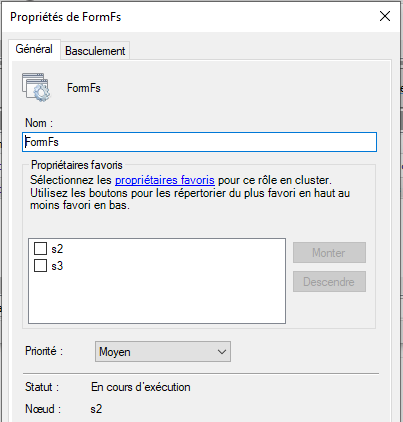 Propriétés de FormFs
Général
Basculement
FormFs
Nom :
FormFs
Propriétaires favoris
Sélectionnez les propriétaires favoris pour ce rôle en cluster.
Utilisez les boutons pour les répertorier du plus favori en haut au
moins favori en bas.
s2
s3
Monter
Descendre
Priorité :
Moyen
Statut :
En cours d'exécution
Nœud :
s2